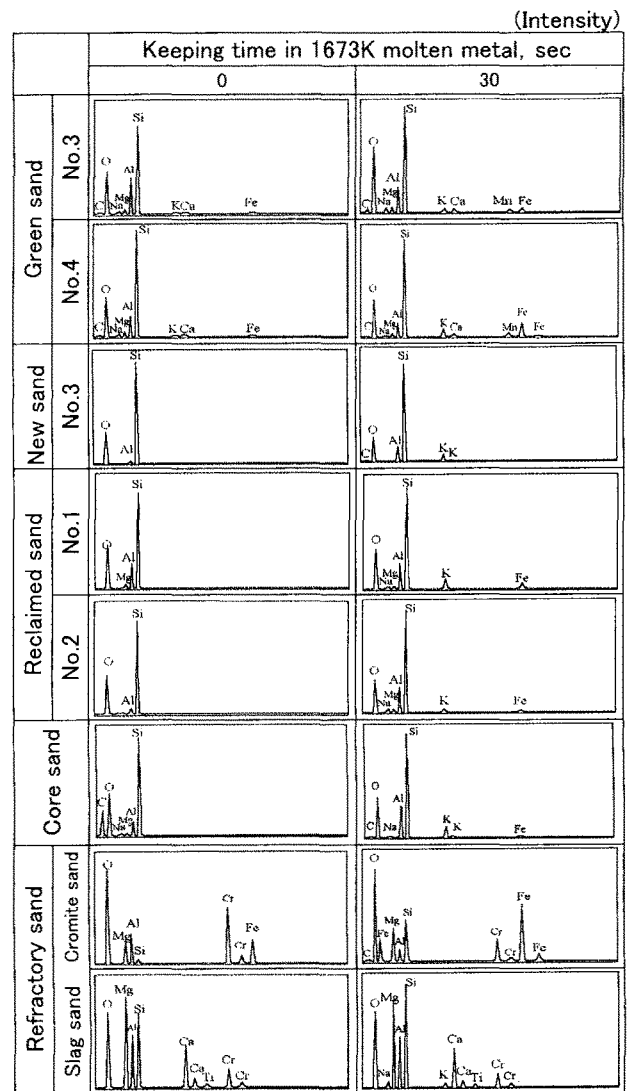 (Intensity)
Keeping time in 1673K molten metal, sec
0
30
Green sand
No.3
C O Na Mg Al Si K Ca Fe
C O Na Mg Al Si K Ca Mn Fe
No.4
C O Na Mg Al Si K Ca Fe
O Na Mg Al Si K Ca Mn Fe Fe
New sand
No.3
O Al Si
C O Al Si K K
Reclaimed sand
No.1
O Mg Al Si
O Na Mg Al Si K Fe
No.2
O Al Si
O Na Mg Al Si K Fe
Core sand
C O Na Mg Al Si
C O Na Al Si K K Fe
Refractory sand
Cromite sand
O Mg Al Si Cr Cr Fe
C O Fe Mg Al Si Cr Cr Fe Fe
Slag sand
O Mg Al Si Ca Ca Ti Cr Cr
O Na Mg Al Si K Ca Ca Ti Cr Cr